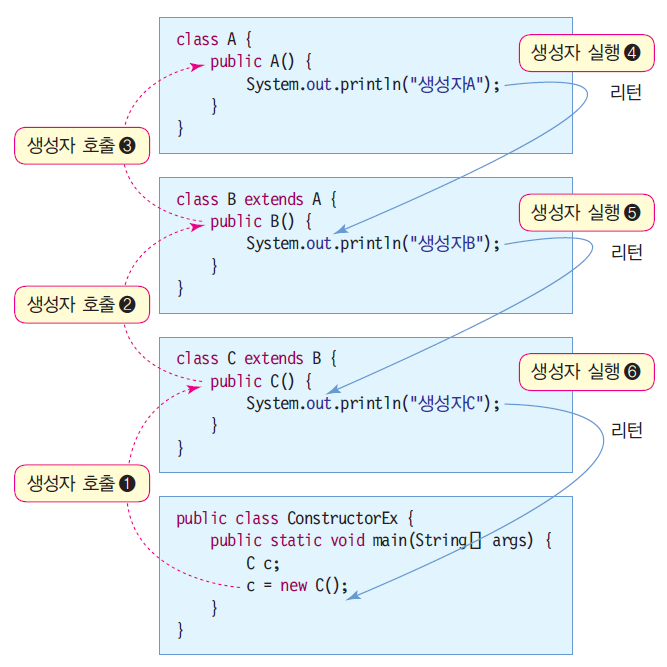 class A {
public A() {
System.out.println("생성자A");
}
}
생성자 실행 ❹
리턴
생성자 호출 ❸
class B extends A {
public B() {
System.out.println("생성자B");
}
}
생성자 실행 ❺
리턴
생성자 호출 ❷
class C extends B {
public C() {
System.out.println("생성자C");
}
}
생성자 실행 ❻
리턴
생성자 호출 ❶
public class ConstructorEx {
public static void main(String[] args) {
C c;
c = new C();
}
}